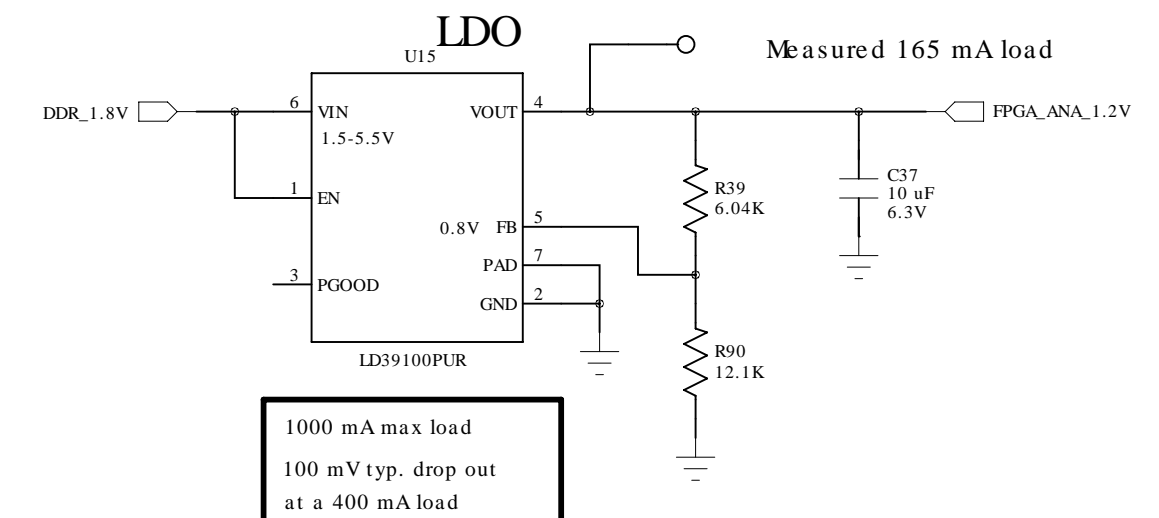 LDO
U15
Measured 165 mA load
DDR_1.8V
6
VIN
VOUT
4
FPGA_ANA_1.2V
1.5-5.5V
1
EN
C37
10 uF
6.3V
R39
6.04K
0.8V
FB
5
PAD
7
3
PGOOD
GND
2
LD39100PUR
R90
12.1K
1000 mA max load
100 mV typ. drop out
at a 400 mA load